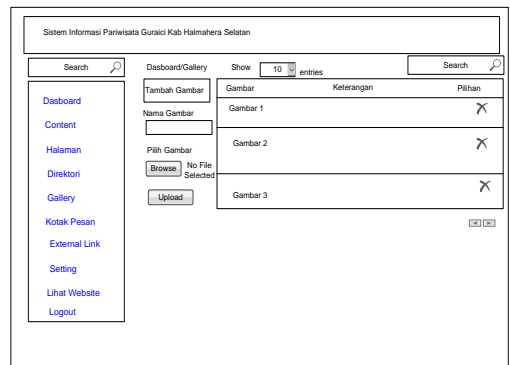 Sistem Informasi Pariwisata Guraici Kab Halmahera Selatan
Search
Dasboard
Content
Halaman
Direktori
Gallery
Kotak Pesan
External Link
Setting
Lihat Website
Logout
Dasboard/Gallery
Tambah Gambar
Nama Gambar
Pilih Gambar
Browse No File
Selected
Upload
Show 10 entries
Search
Gambar Keterangan Pilihan
Gambar 1
Gambar 2
Gambar 3